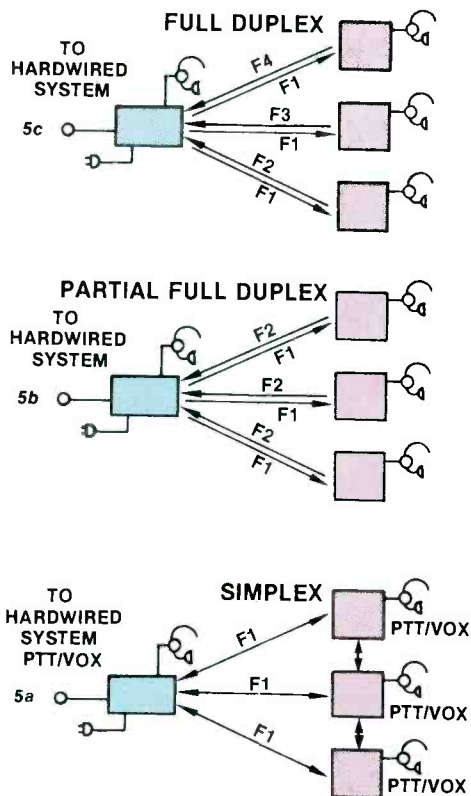 FULL DUPLEX
TO
HARDWIRED
SYSTEM
5c
F4
F1
F3
F1
F2
F1
PARTIAL FULL DUPLEX
TO
HARDWIRED
SYSTEM
5b
F2
F1
F2
F1
F2
F1
SIMPLEX
TO
HARDWIRED
SYSTEM
PTT/VOX
5a
F1
F1
F1
PTT/VOX
PTT/VOX
PTT/VOX